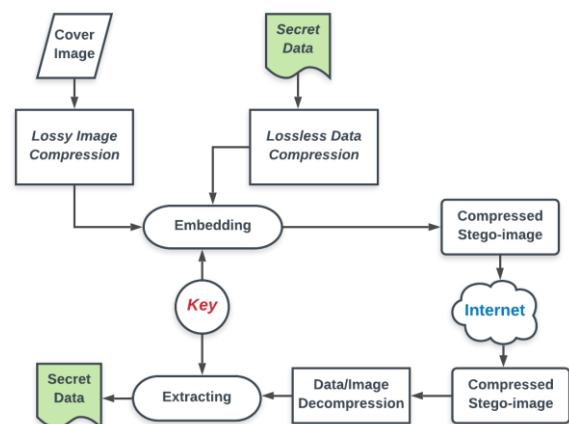 Cover
Image
Secret
Data
Lossy Image
Compression
Lossless Data
Compression
Embedding
Compressed
Stego-image
Key
Internet
Secret
Data
Extracting
Data/Image
Decompression
Compressed
Stego-image